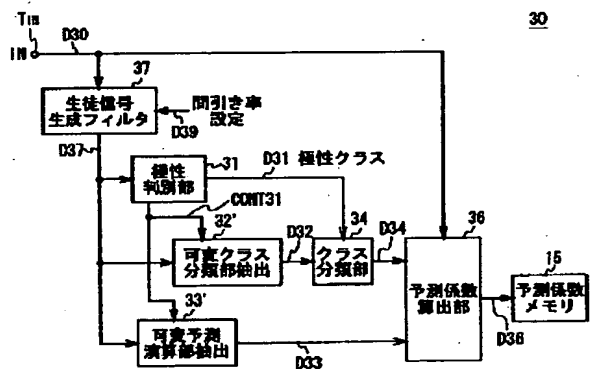 30
TIN
IN
D30
37
生徒信号
生成フィルタ
間引き率
設定
D39
D37
31
極性
判別部
D31 極性クラス
CONT31
32'
可変クラス
分類部抽出
D32
34
クラス
分類部
D34
36
予測係数
算出部
15
予測係数
メモリ
D36
33'
可変予測
演算部抽出
D33